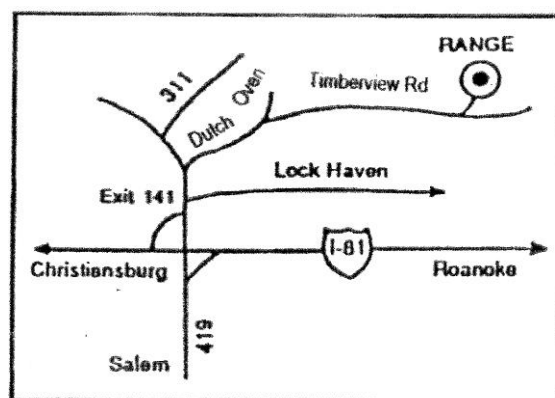 RANGE
311
Dutch Oven
Timberview Rd
Lock Haven
Exit 141
I-81
Christiansburg
Roanoke
419
Salem